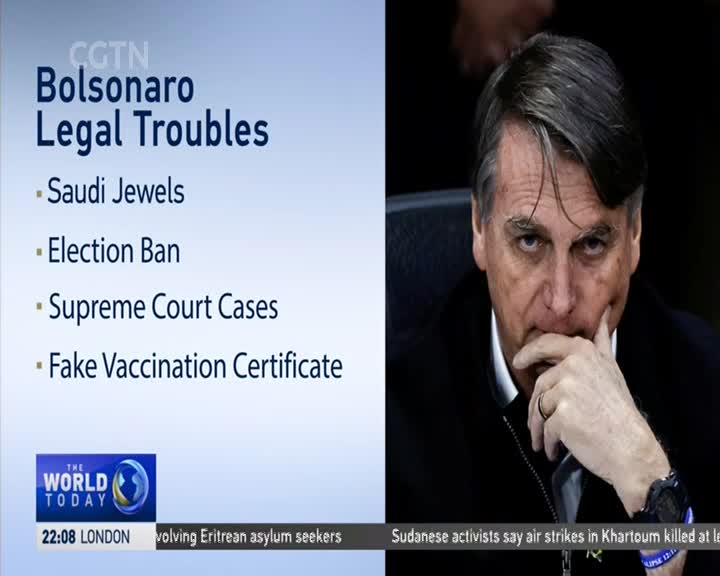 CGTN
Bolsonaro
Legal Troubles
▪ Saudi Jewels
▪ Election Ban
▪ Supreme Court Cases
▪ Fake Vaccination Certificate
THE
WORLD
TODAY
22:08 LONDON
volving Eritrean asylum seekers
Sudanese activists say air strikes in Khartoum killed at le